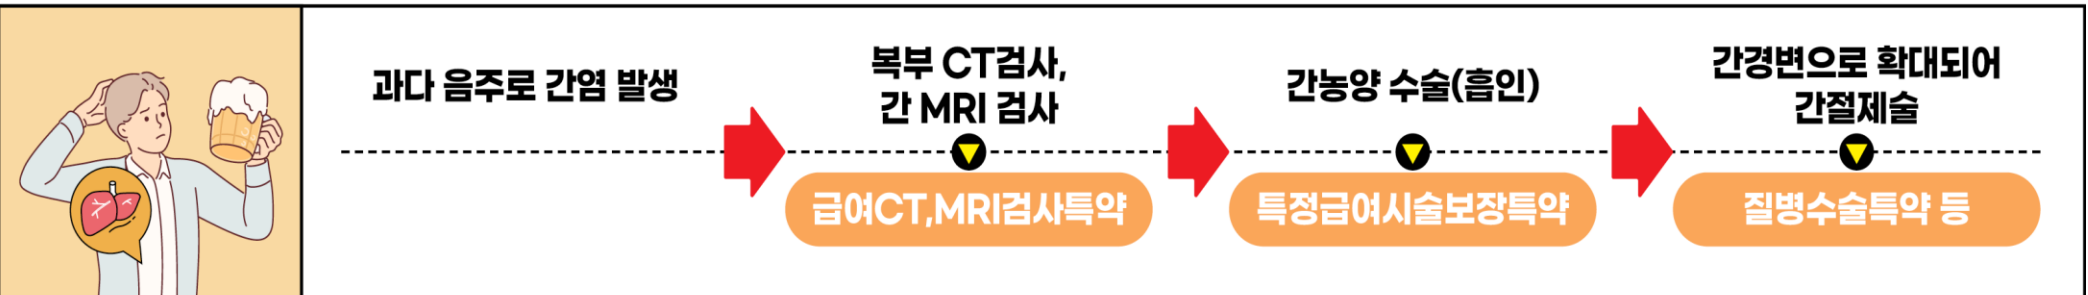 과다 음주로 간염 발생
복부 CT검사,
간 MRI 검사
급여CT,MRI검사특약
간농양 수술(흡인)
특정급여시술보장특약
간경변으로 확대되어
간절제술
질병수술특약 등